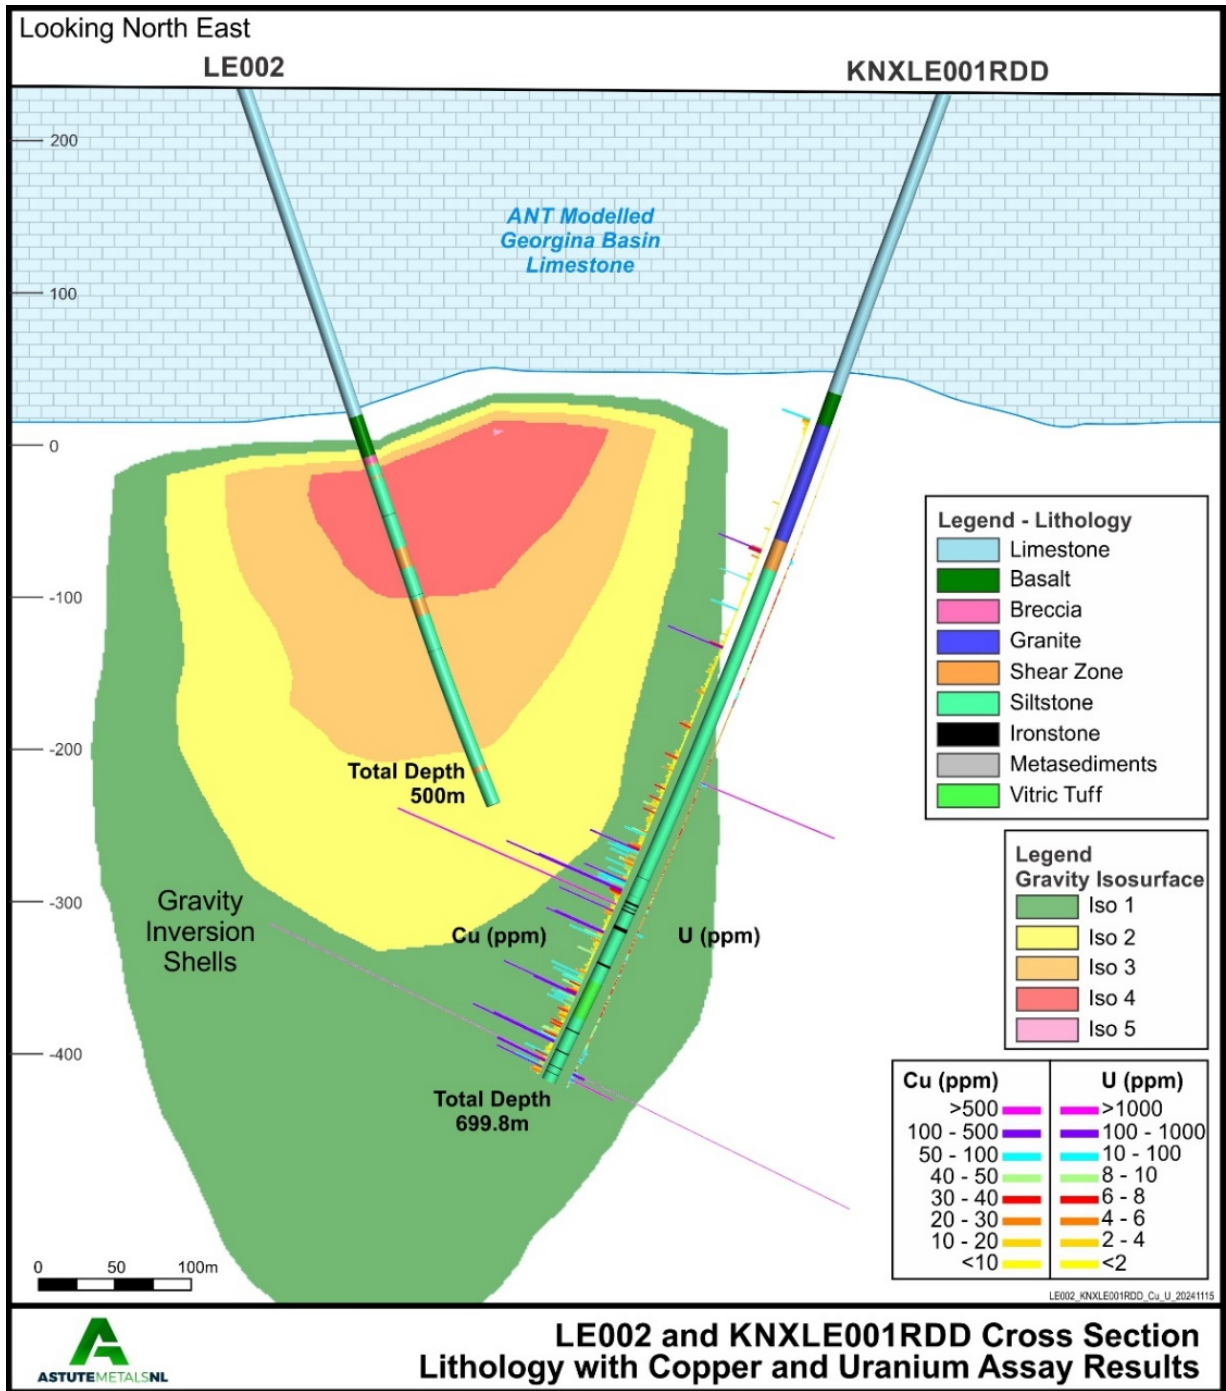 Looking North East
LE002
KNXLE001RDD
200
ANT Modelled
Georgina Basin
Limestone
100
0
-100
-200
Total Depth
500m
-300
Gravity
Inversion
Shells
Cu (ppm)
U (ppm)
-400
Total Depth
699.8m
Legend - Lithology
Limestone
Basalt
Breccia
Granite
Shear Zone
Siltstone
Ironstone
Metasediments
Vitric Tuff
Legend
Gravity Isosurface
Iso 1
Iso 2
Iso 3
Iso 4
Iso 5
Cu (ppm) U (ppm)
>500 >1000
100 - 500 100 - 1000
50 - 100 10 - 100
40 - 50 8 - 10
30 - 40 6 - 8
20 - 30 4 - 6
10 - 20 2 - 4
<10 <2
0 50 100m
LE002_KNXLE001RDD_Cu_U_20241115
ASTUTEMETALSNL
LE002 and KNXLE001RDD Cross Section
Lithology with Copper and Uranium Assay Results